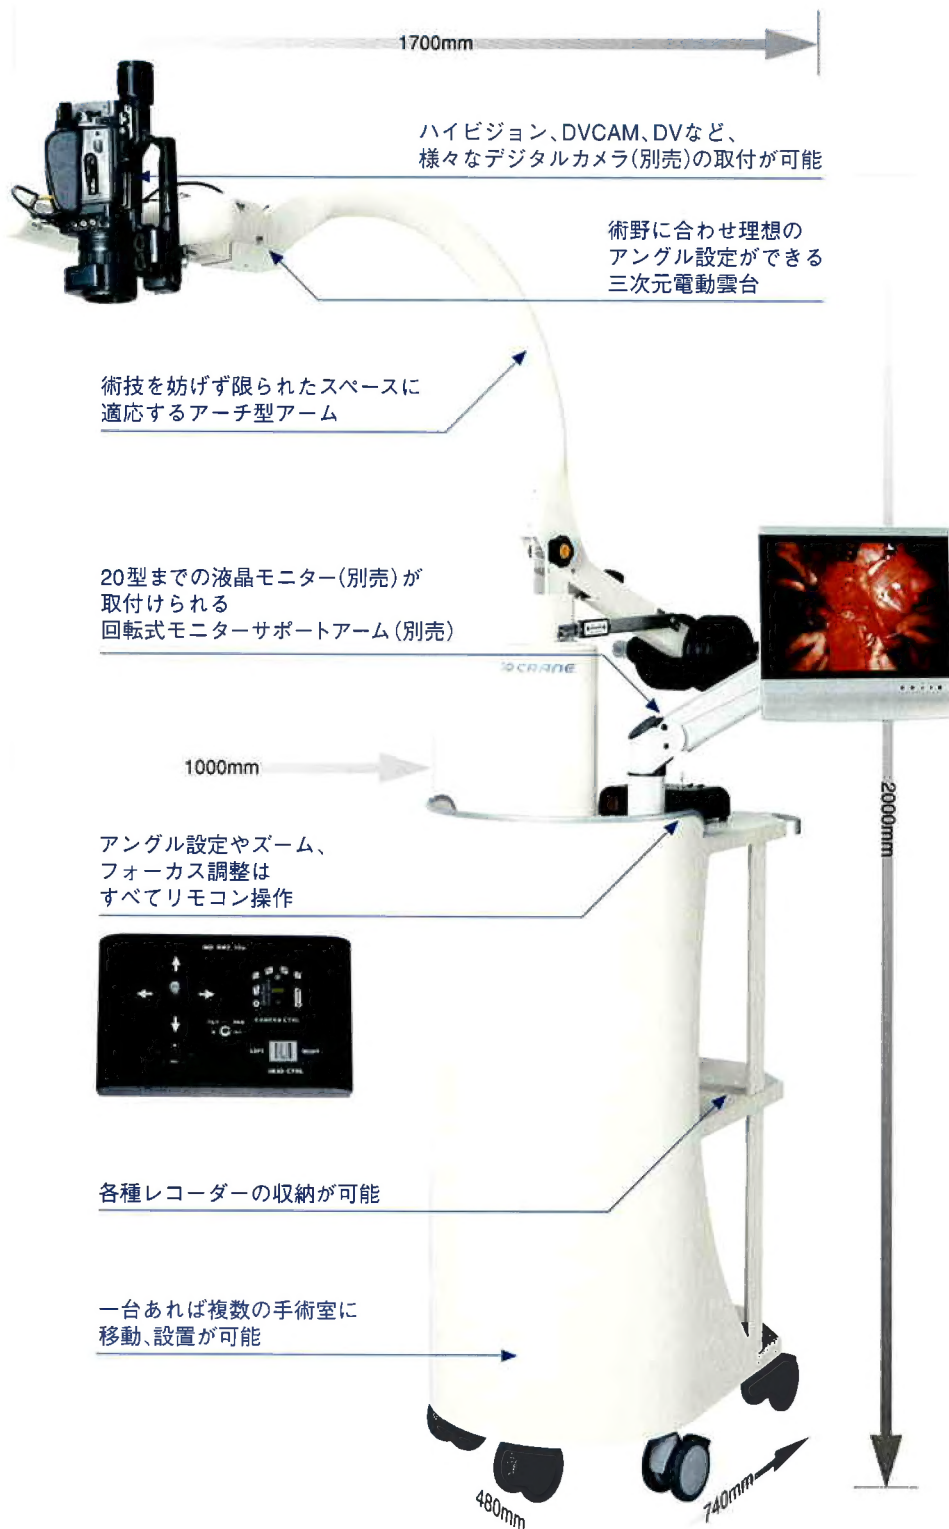 1700mm
ハイビジョン、DVCAM、DVなど、
様々なデジタルカメラ(別売)の取付が可能
術野に合わせ理想の
アングル設定ができる
三次元電動雲台
術技を妨げず限られたスペースに
適応するアーチ型アーム
20型までの液晶モニター(別売)が
取付けられる
回転式モニターサポートアーム(別売)
CRANE
1000mm
2000mm
アングル設定やズーム、
フォーカス調整は
すべてリモコン操作
CAMERA CTRL
LEFT
RIGHT
HEAD CTRL
各種レコーダーの収納が可能
一台あれば複数の手術室に
移動、設置が可能
480mm
740mm